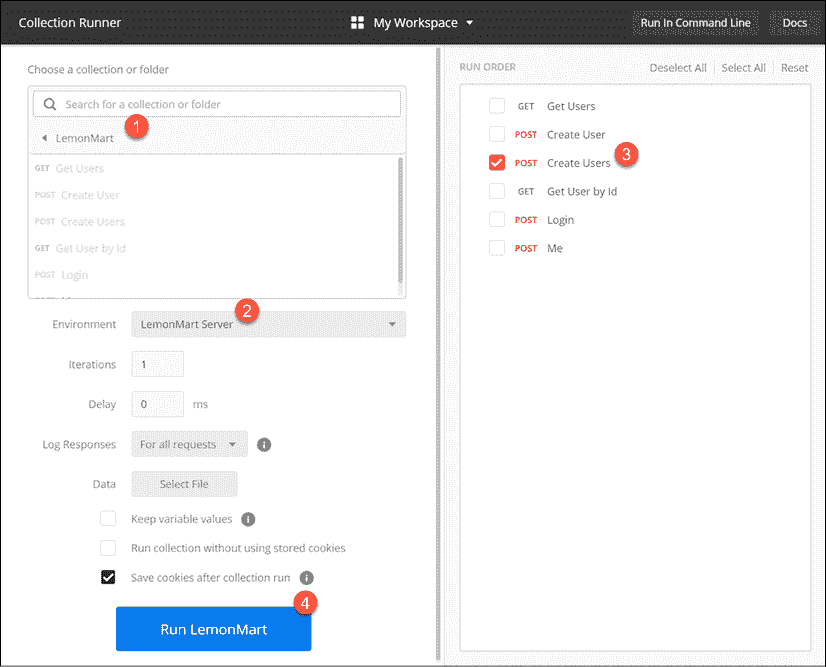 Collection Runner
My Workspace
Run In Command Line
Docs
Choose a collection or folder
Search for a collection or folder
1
LemonMart
GET Get Users
POST Create User
POST Create Users
GET Get User by Id
POST Login
2
Environment LemonMart Server
Iterations 1
Delay 0 ms
Log Responses For all requests
Data Select File
Keep variable values
Run collection without using stored cookies
Save cookies after collection run
4
Run LemonMart
RUN ORDER
Deselect All
Select All
Reset
GET Get Users
POST Create User
POST Create Users 3
GET Get User by Id
POST Login
POST Me